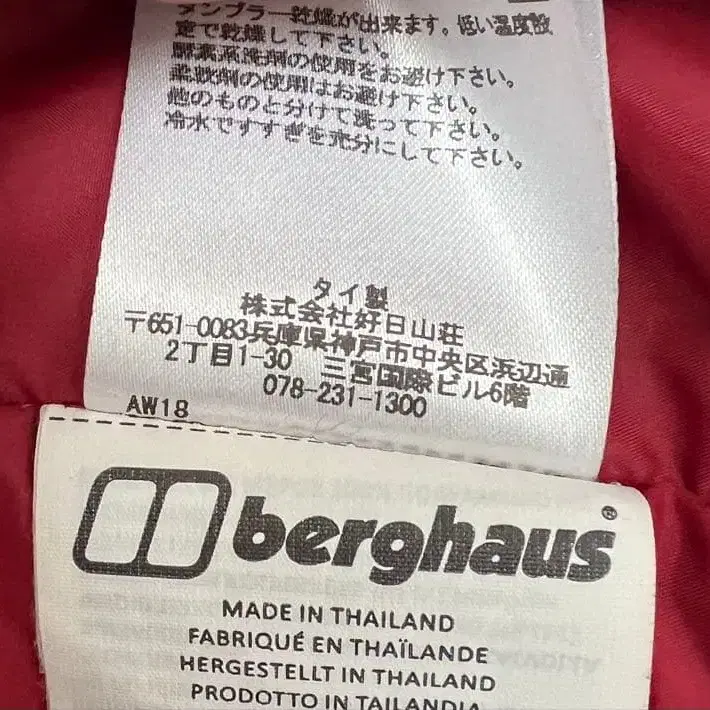 タンブラー乾燥が出来ます。低い温度設
定で乾燥して下さい。
酵素系洗剤の使用をお避け下さい。
柔軟剤の使用はお避け下さい。
他のものと分けて洗って下さい。
冷水ですすぎを充分にして下さい。
タイ製
株式会社好日山荘
〒651-0083兵庫県神戸市中央区浜辺通
2丁目1-30 三宮国際ビル6階
078-231-1300
AW18
berghaus
MADE IN THAILAND
FABRIQUÉ EN THAÏLANDE
HERGESTELLT IN THAILAND
PRODOTTO IN TAILANDIA